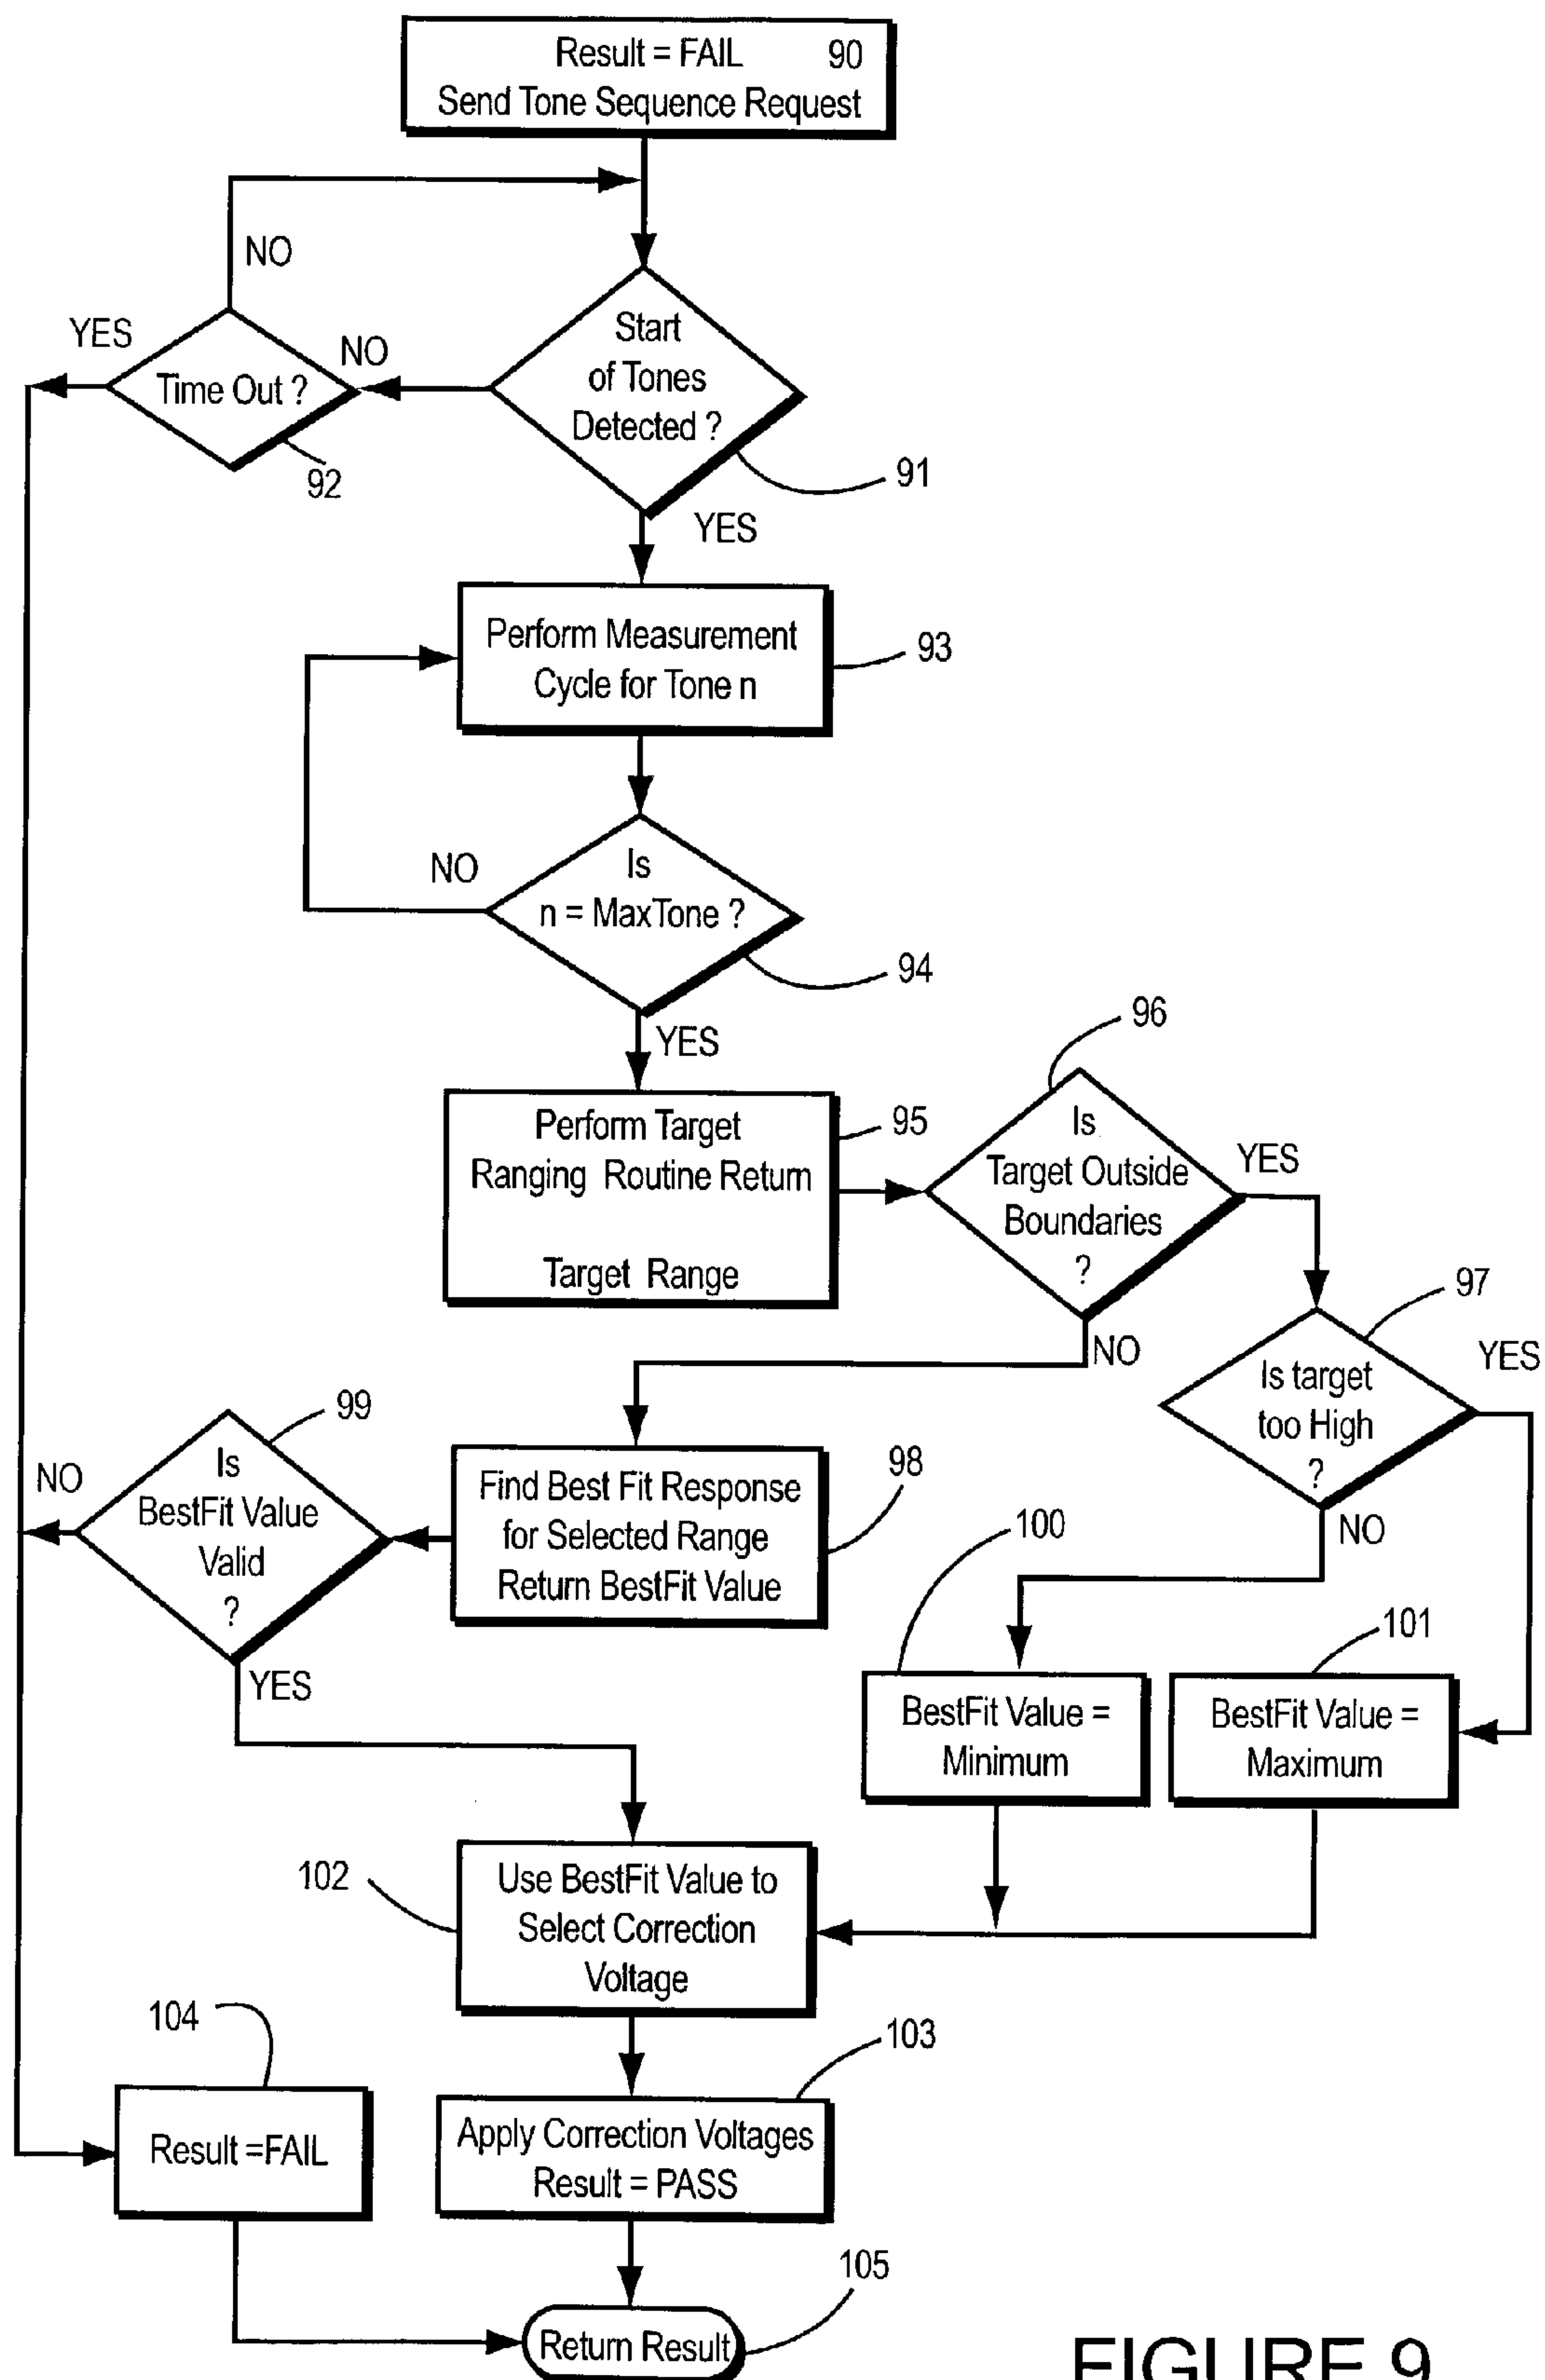 Result = FAIL 90
Send Tone Sequence Request
NO
YES
Time Out ?
NO
92
Start
of Tones
Detected ?
91
YES
Perform Measurement
Cycle for Tone n
93
NO
Is
n = MaxTone ?
94
YES
Perform Target
Ranging Routine Return
Target Range
95
96
Is
Target Outside
Boundaries
?
YES
NO
97
Is target
too High
?
YES
NO
99
Is
BestFit Value
Valid
?
NO
YES
Find Best Fit Response
for Selected Range
Return BestFit Value
98
100
BestFit Value =
Minimum
101
BestFit Value =
Maximum
102
Use BestFit Value to
Select Correction
Voltage
104
Result =FAIL
103
Apply Correction Voltages
Result = PASS
105
Return Result
FIGURE 9